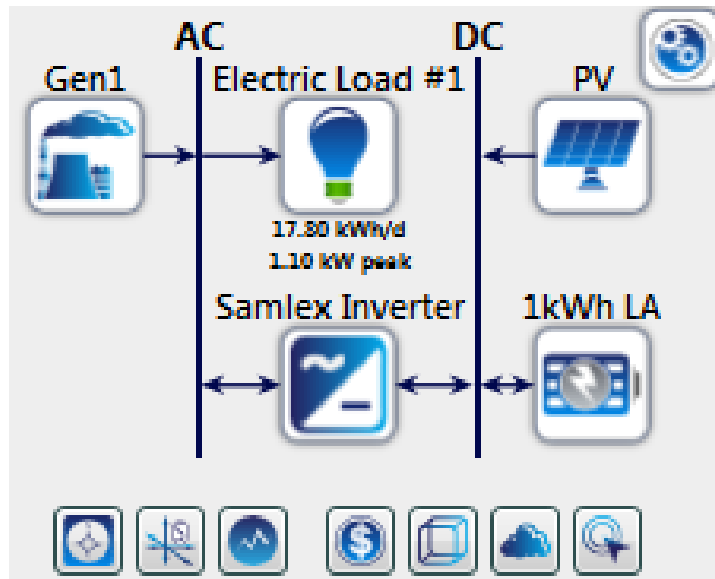 AC DC
Gen1 Electric Load #1 PV
17.80 kWh/d
1.10 kW peak
Samlex Inverter 1kWh LA